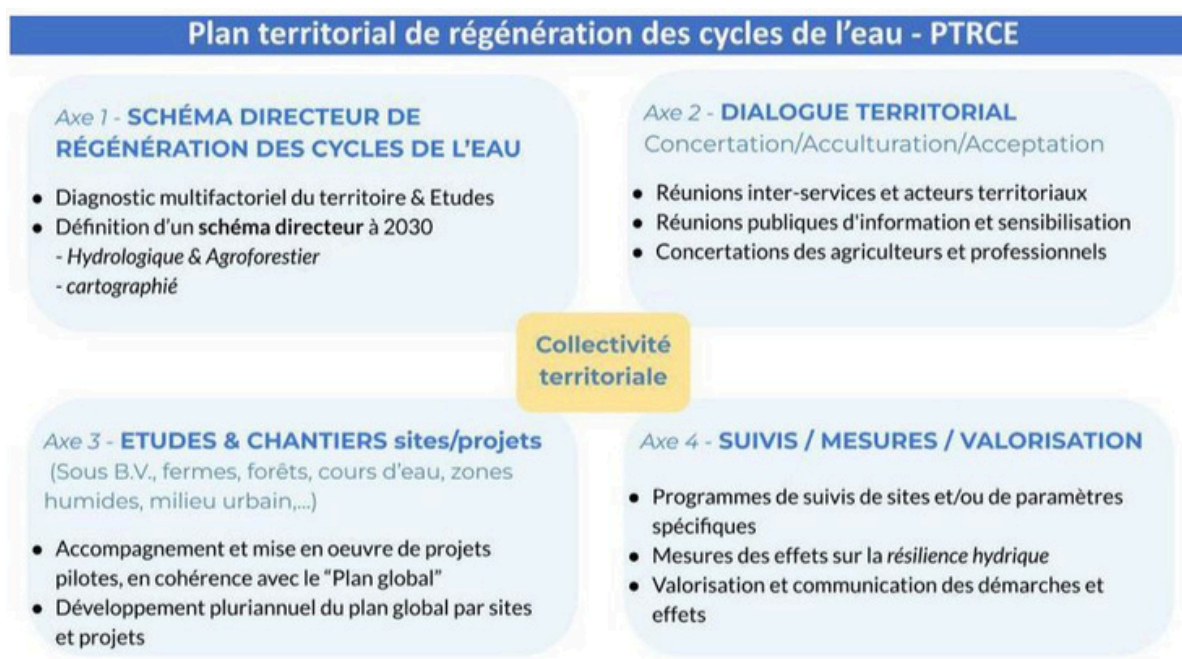 Plan territorial de régénération des cycles de l'eau - PTRCE
Axe 1 - SCHÉMA DIRECTEUR DE
RÉGÉNÉRATION DES CYCLES DE L'EAU
● Diagnostic multifactoriel du territoire & Etudes
● Définition d'un schéma directeur à 2030
- Hydrologique & Agroforestier
- cartographié
Axe 2 - DIALOGUE TERRITORIAL
Concertation/Acculturation/Acceptation
● Réunions inter-services et acteurs territoriaux
● Réunions publiques d'information et sensibilisation
● Concertations des agriculteurs et professionnels
Collectivité
territoriale
Axe 3 - ETUDES & CHANTIERS sites/projets
(Sous B.V., fermes, forêts, cours d'eau, zones
humides, milieu urbain,...)
● Accompagnement et mise en oeuvre de projets
pilotes, en cohérence avec le “Plan global”
● Développement pluriannuel du plan global par sites
et projets
Axe 4 - SUIVIS / MESURES / VALORISATION
● Programmes de suivis de sites et/ou de paramètres
spécifiques
● Mesures des effets sur la résilience hydrique
● Valorisation et communication des démarches et
effets